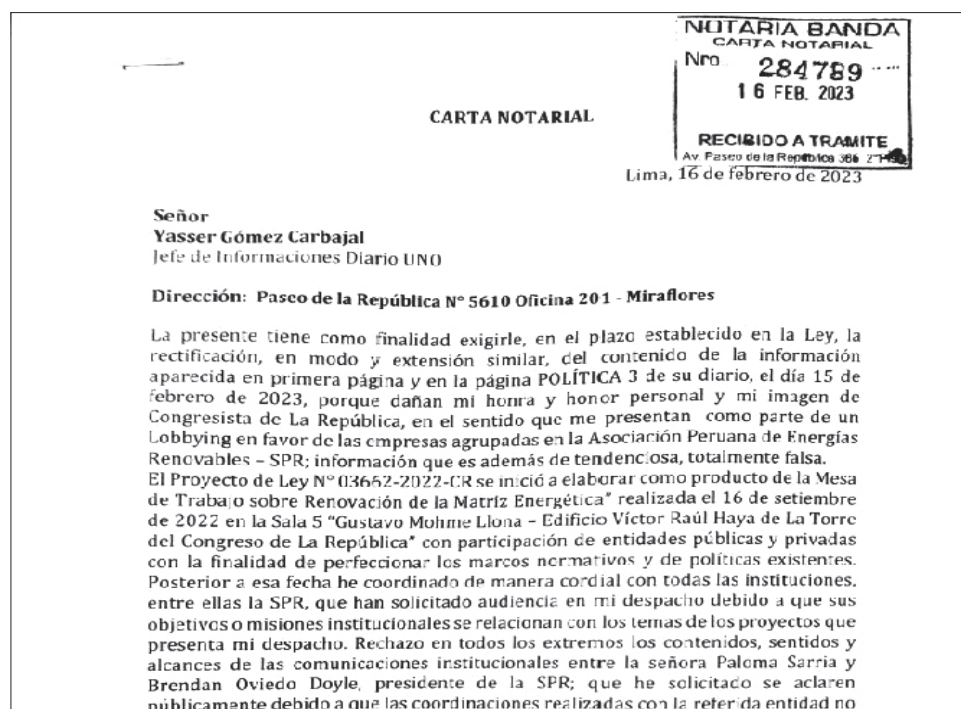 NOTARIA BANDA
CARTA NOTARIAL
Nro 284789
16 FEB. 2023
RECIBIDO A TRAMITE
Av. Paseo de la República
CARTA NOTARIAL
Lima, 16 de febrero de 2023
Señor
Yasser Gómez Carbajal
Jefe de Informaciones Diario UNO
Dirección: Paseo de la República N° 5610 Oficina 201 - Miraflores
La presente tiene como finalidad exigirle, en el plazo establecido en la Ley, la
rectificación, en modo y extensión similar, del contenido de la información
aparecida en primera página y en la página POLÍTICA 3 de su diario, el día 15 de
febrero de 2023, porque dañan mi honra y honor personal y mi imagen de
Congresista de La República, en el sentido que me presentan como parte de un
Lobbying en favor de las empresas agrupadas en la Asociación Peruana de Energías
Renovables – SPR; información que es además de tendenciosa, totalmente falsa.
El Proyecto de Ley N° 03662-2022-CR se inició a elaborar como producto de la Mesa
de Trabajo sobre Renovación de la Matriz Energética” realizada el 16 de setiembre
de 2022 en la Sala 5 “Gustavo Mohme Llona – Edificio Víctor Raúl Haya de La Torre
del Congreso de La República” con participación de entidades públicas y privadas
con la finalidad de perfeccionar los marcos normativos y de políticas existentes.
Posterior a esa fecha he coordinado de manera cordial con todas las instituciones,
entre ellas la SPR, que han solicitado audiencia en mi despacho debido a que sus
objetivos o misiones institucionales se relacionan con los temas de los proyectos que
presenta mi despacho. Rechazo en todos los extremos los contenidos, sentidos y
alcances de las comunicaciones institucionales entre la señora Paloma Sarria y
Brendan Oviedo Doyle, presidente de la SPR; que he solicitado se aclaren
públicamente debido a que las coordinaciones realizadas con la referida entidad no